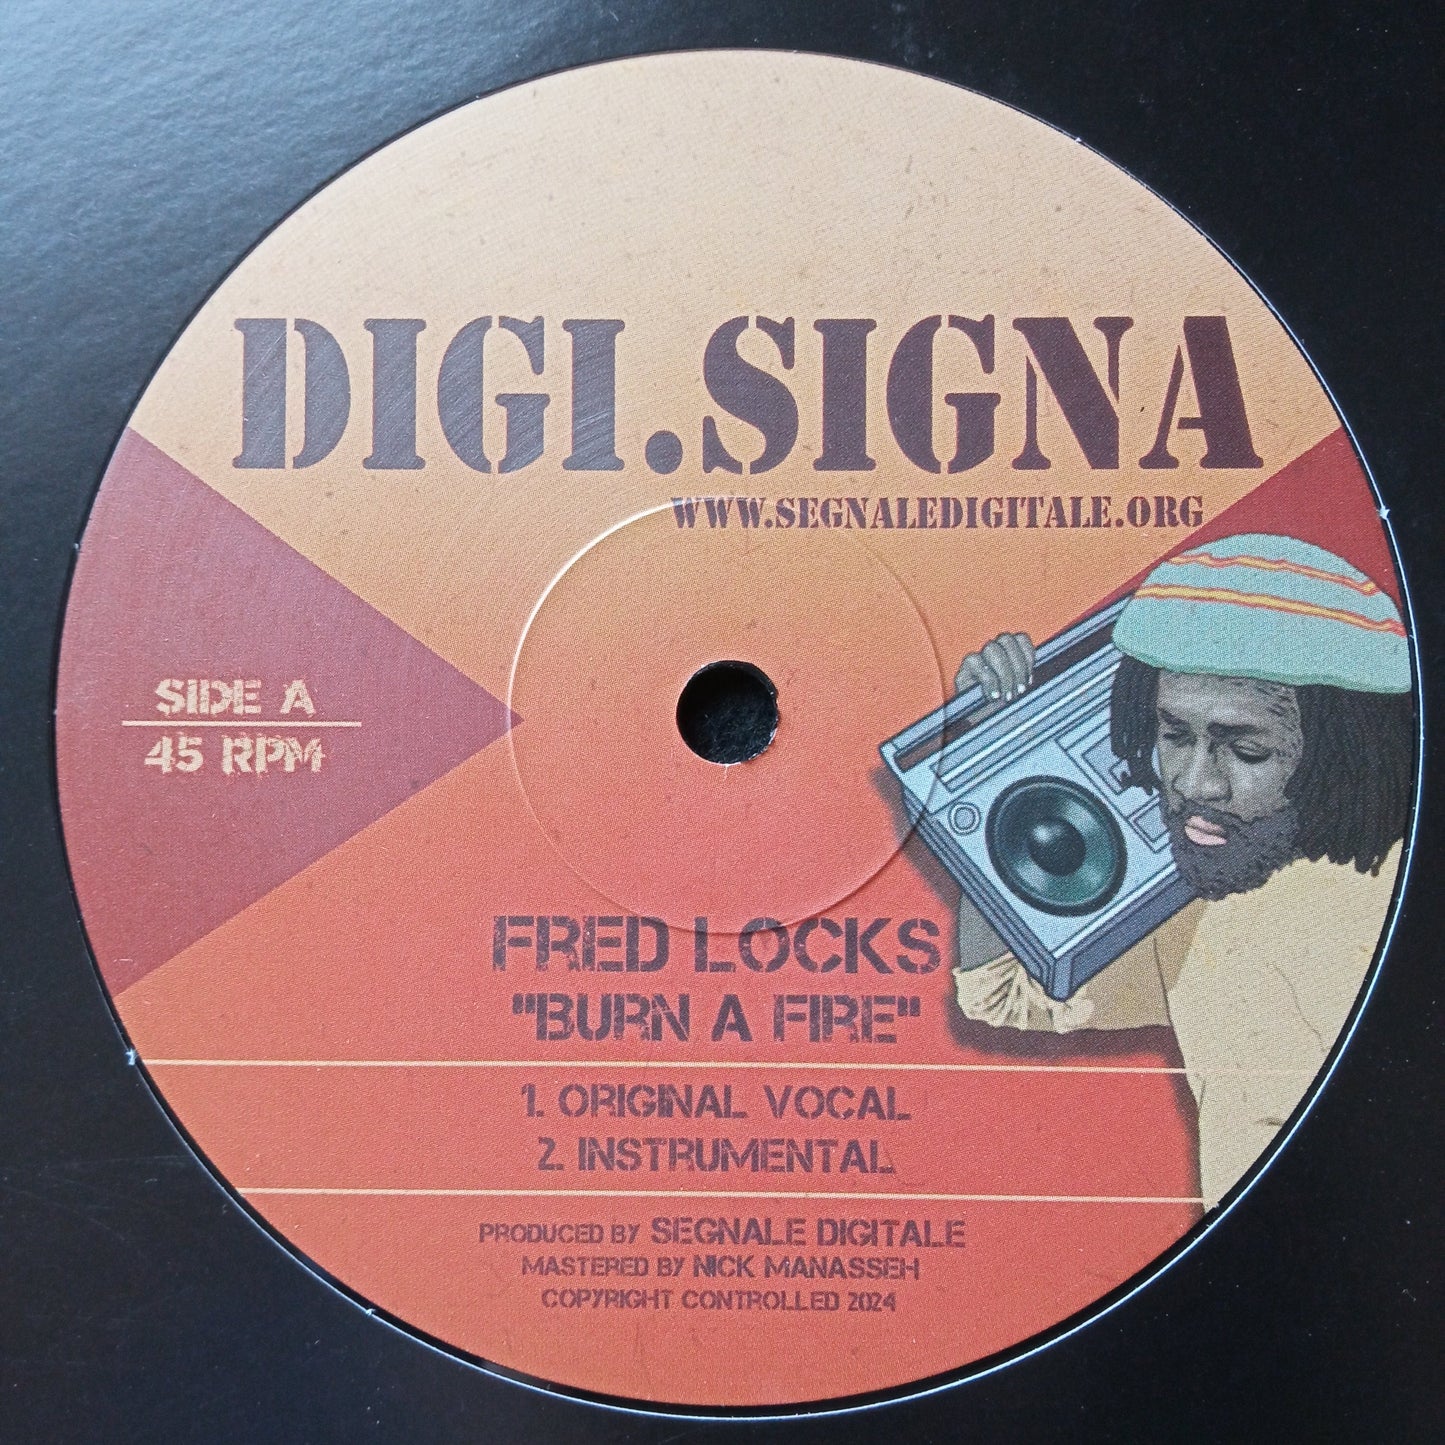 DIGI.SIGNA
WWW.SEGNALEDIGITALE.ORG
SIDE A
45 RPM
FRED LOCKS
"BURN A FIRE"
1. ORIGINAL VOCAL
2. INSTRUMENTAL
PRODUCED BY SEGNALE DIGITALE
MASTERED BY NICK MANASSEH
COPYRIGHT CONTROLLED 2024